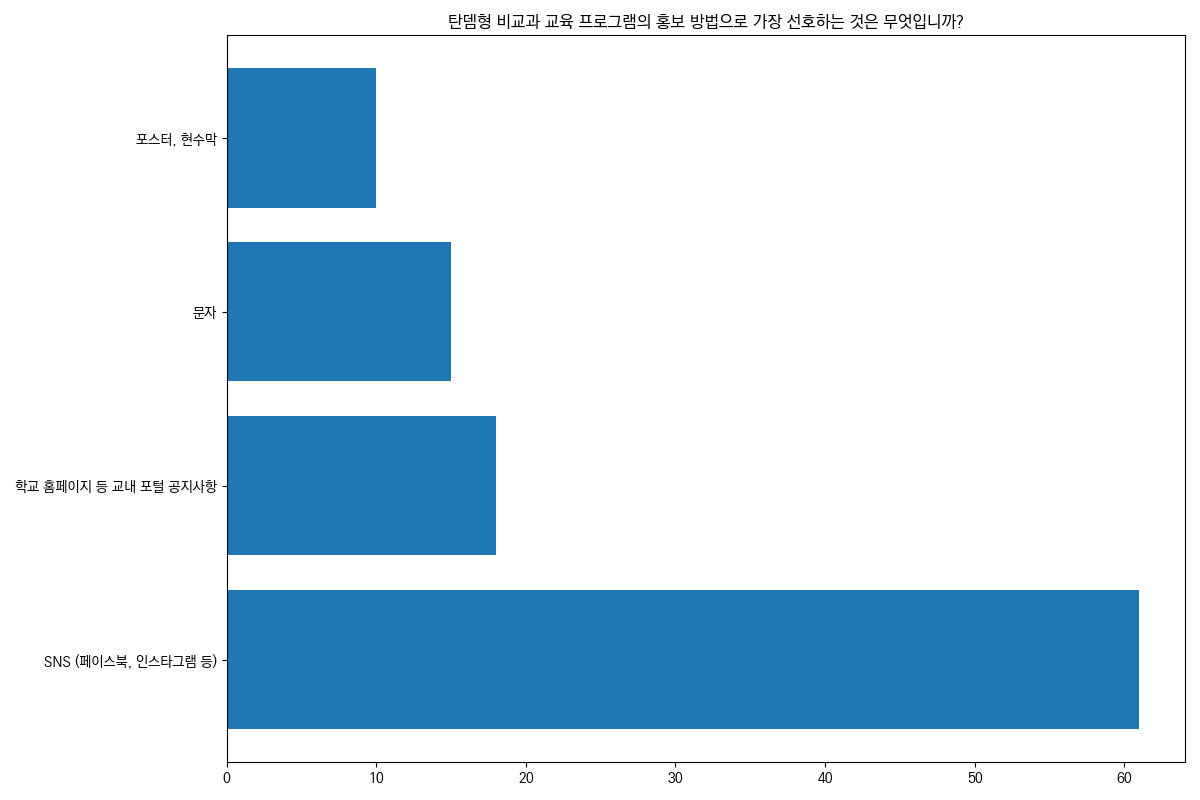 탄뎀형 비교과 교육 프로그램의 홍보 방법으로 가장 선호하는 것은 무엇입니까?
포스터, 현수막
문자
학교 홈페이지 등 교내 포털 공지사항
SNS (페이스북, 인스타그램 등)
0 10 20 30 40 50 60